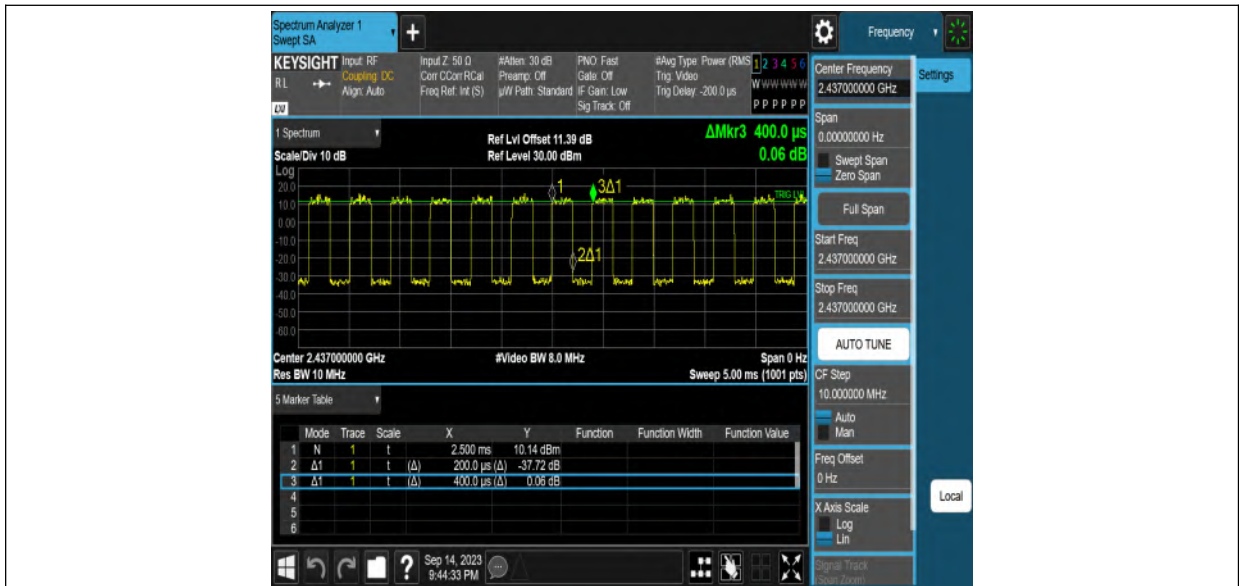 Spectrum Analyzer 1
Swept SA
+
Frequency
KEYSIGHT Input: RF Input Z: 50 Ω #Atten: 30 dB PNO: Fast #Avg Type: Power (RMS 1 2 3 4 5 6
RL Coupling: DC Corr CCorr RCal Preamp: Off Gate: Off Trig: Video W W W W W W
Align: Auto Freq Ref: Int (S) µW Path: Standard IF Gain: Low Trig Delay: -200.0 µs
LXI Sig Track: Off P P P P P P
1 Spectrum
Ref Lvl Offset 11.39 dB
ΔMkr3 400.0 µs
Scale/Div 10 dB
Ref Level 30.00 dBm
0.06 dB
Log
20.0
10.0
0.00
-10.0
-20.0
-30.0
-40.0
-50.0
-60.0
1
3Δ1
2Δ1
TRIG LVL
Center 2.437000000 GHz #Video BW 8.0 MHz Span 0 Hz
Res BW 10 MHz Sweep 5.00 ms (1001 pts)
5 Marker Table
Mode Trace Scale X Y Function Function Width Function Value
1 N 1 t 2.500 ms 10.14 dBm
2 Δ1 1 t (Δ) 200.0 µs (Δ) -37.72 dB
3 Δ1 1 t (Δ) 400.0 µs (Δ) 0.06 dB
4
5
6
?
Sep 14, 2023
9:44:33 PM
Center Frequency
2.437000000 GHz
Span
0.00000000 Hz
Swept Span
Zero Span
Full Span
Start Freq
2.437000000 GHz
Stop Freq
2.437000000 GHz
AUTO TUNE
CF Step
10.000000 MHz
Auto
Man
Freq Offset
0 Hz
X Axis Scale
Log
Lin
Signal Track
(Span Zoom)
Settings
Local